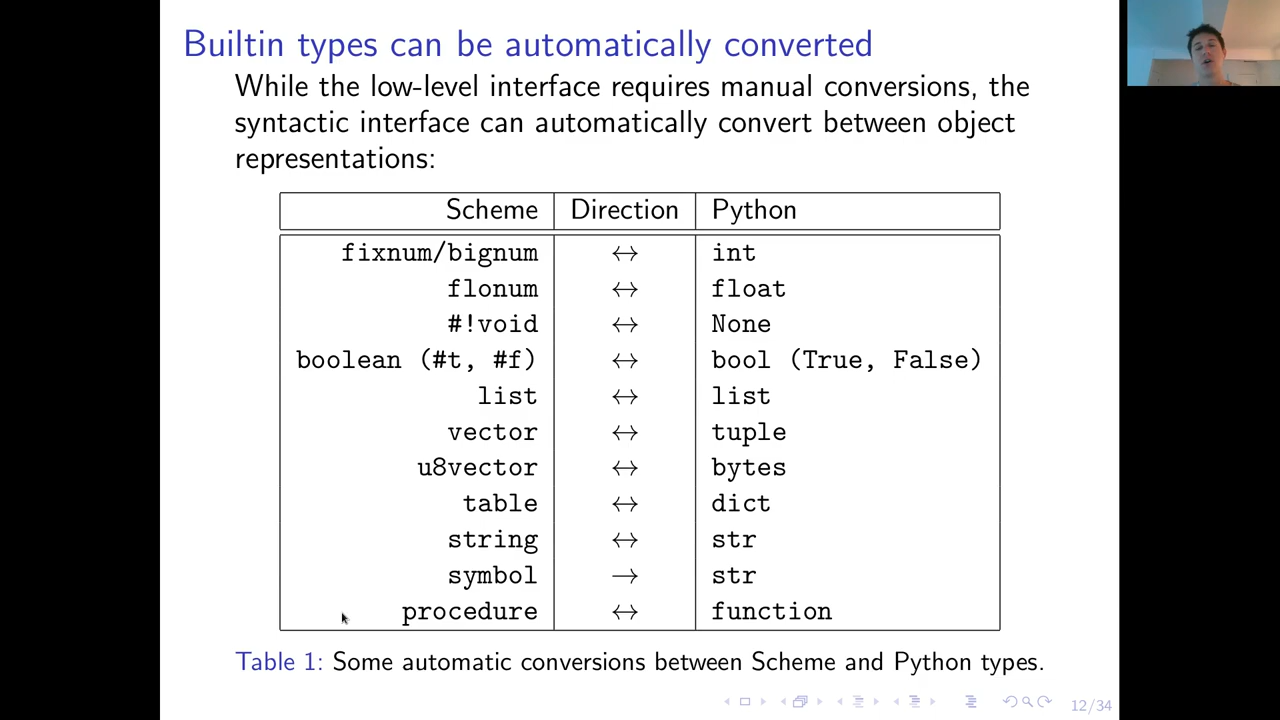 Builtin types can be automatically converted
While the low-level interface requires manual conversions, the
syntactic interface can automatically convert between object
representations:
Scheme Direction Python
fixnum/bignum ↔ int
flonum ↔ float
#!void ↔ None
boolean (#t, #f) ↔ bool (True, False)
list ↔ list
vector ↔ tuple
u8vector ↔ bytes
table ↔ dict
string ↔ str
symbol → str
procedure ↔ function
Table 1: Some automatic conversions between Scheme and Python types.
12/34